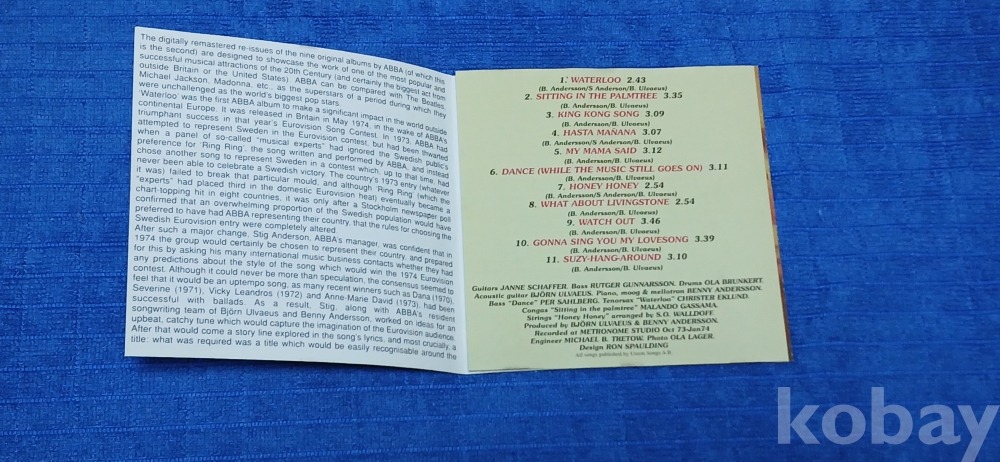 The digitally remastered re-issues of the nine original albums by ABBA (of which this
is the second) are designed to showcase the work of one of the most popular and
successful musical attractions of the 20th Century (and certainly the biggest act from
outside Britain or the United States). ABBA can be compared with The Beatles,
Michael Jackson, Madonna, etc., as the superstars of a period during which they
were unchallenged as the world's biggest pop stars.
'Waterloo' was the first ABBA album to make a significant impact in the world outside
continental Europe. It was released in Britain in May 1974, in the wake of ABBA's
triumphant success in that year's Eurovision Song Contest. In 1973, ABBA had
attempted to represent Sweden in the Eurovision contest, but had been thwarted
when a panel of so-called "musical experts" had ignored the Swedish public's
preference for 'Ring Ring', the song written and performed by ABBA, and instead
chose another song to represent Sweden in a contest which, up to that time, had
never been able to celebrate a Swedish victory. The country's 1973 entry (whatever
it was) failed to break that particular mould, and although 'Ring Ring' (which the
"experts" had placed third in the domestic Eurovision heat) eventually became a
chart-topping hit in eight countries, it was only after a Stockholm newspaper poll
confirmed that an overwhelming proportion of the Swedish population would have
preferred to have had ABBA representing their country, that the rules for choosing the
Swedish Eurovision entry were completely altered.
After such a major change, Stig Anderson, ABBA's manager, was confident that in
1974 the group would certainly be chosen to represent their country, and prepared
for this by asking his many international music business contacts whether they had
any predictions about the style of the song which would win the 1974 Eurovision
contest. Although it could never be more than speculation, the consensus seemed to
feel that it would be an uptempo song, as many recent winners such as Dana (1970),
Severine (1971), Vicky Leandros (1972) and Anne-Marie David (1973), had been
successful with ballads. As a result, Stig, along with ABBA's resident
songwriting team of Björn Ulvaeus and Benny Andersson, worked on ideas for an
upbeat, catchy tune which would capture the imagination of the Eurovision audience.
After that would come a story line explored in the song's lyrics, and most crucially, a
title: what was required was a title which would be easily recognisable around the
1. WATERLOO 2.43
(B. Andersson/S Anderson/B. Ulvaeus)
2. SITTING IN THE PALMTREE 3.35
(B. Andersson/B. Ulvaeus)
3. KING KONG SONG 3.09
(B. Andersson/B. Ulvaeus)
4. HASTA MAÑANA 3.07
(B. Andersson/S Anderson/B. Ulvaeus)
5. MY MAMA SAID 3.12
(B. Andersson/B. Ulvaeus)
6. DANCE (WHILE THE MUSIC STILL GOES ON) 3.11
(B. Andersson/B. Ulvaeus)
7. HONEY HONEY 2.54
(B. Andersson/S Anderson/B. Ulvaeus)
8. WHAT ABOUT LIVINGSTONE 2.54
(B. Andersson/B. Ulvaeus)
9. WATCH OUT 3.46
(B. Andersson/B. Ulvaeus)
10. GONNA SING YOU MY LOVESONG 3.39
(B. Andersson/B. Ulvaeus)
11. SUZY-HANG-AROUND 3.10
(B. Andersson/B. Ulvaeus)
Guitars JANNE SCHAFFER. Bass RUTGER GUNNARSSON. Drums OLA BRUNKERT.
Acoustic guitar BJÖRN ULVAEUS. Piano, moog & mellotron BENNY ANDERSSON.
Bass "Dance" PER SAHLBERG. Tenorsax "Waterloo" CHRISTER EKLUND.
Congas "Sitting in the palmtree" MALANDO GASSAMA.
Strings "Honey Honey" arranged by S.O. WALLDOFF.
Produced by BJÖRN ULVAEUS & BENNY ANDERSSON.
Recorded at METRONOME STUDIO Oct 73-Jan74
Engineer MICHAEL B. TRETOW. Photo OLA LAGER.
Design RON SPAULDING
All songs published by Union Songs A.B.
kobay